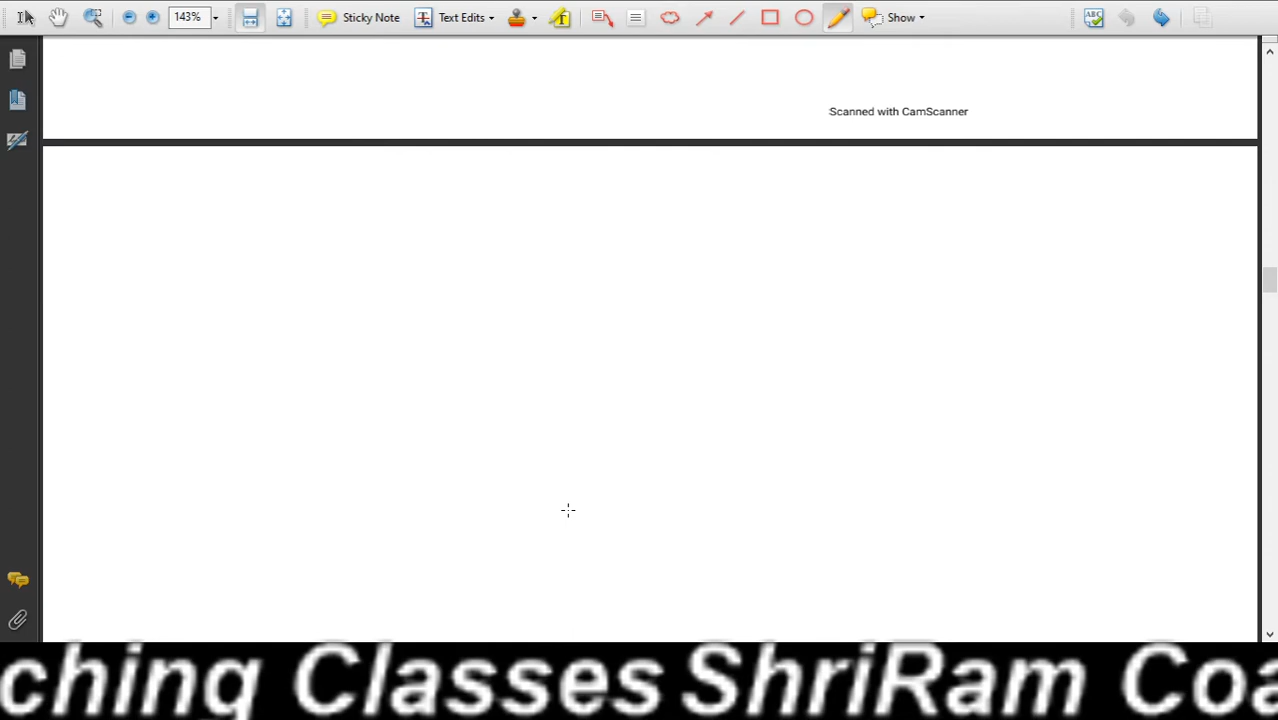 143% Sticky Note Text Edits Show
Scanned with CamScanner
ching Classes ShriRam Coa